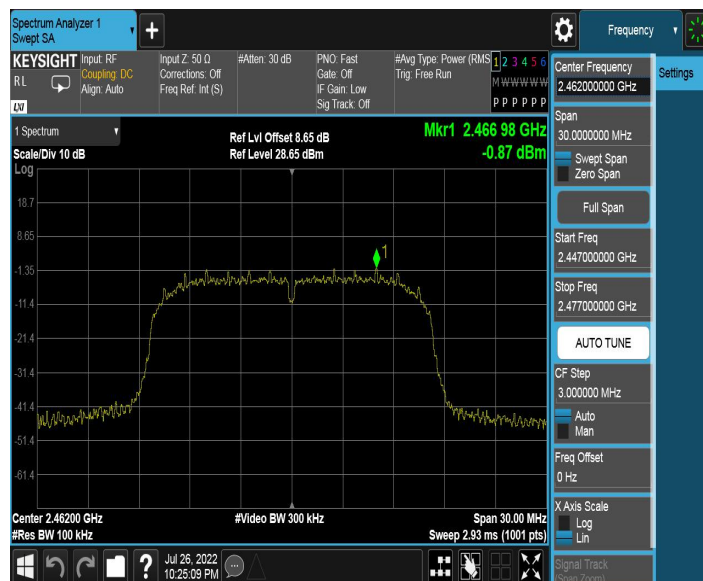 Spectrum Analyzer 1
Swept SA
+
Frequency
KEYSIGHT
RL
LXI
Input: RF
Coupling: DC
Align: Auto
Input Z: 50 Ω
Corrections: Off
Freq Ref: Int (S)
#Atten: 30 dB
PNO: Fast
Gate: Off
IF Gain: Low
Sig Track: Off
#Avg Type: Power (RMS
Trig: Free Run
1 2 3 4 5 6
M W W W W W
P P P P P P
1 Spectrum
Scale/Div 10 dB
Ref Lvl Offset 8.65 dB
Ref Level 28.65 dBm
Mkr1 2.466 98 GHz
-0.87 dBm
Log
18.7
8.65
-1.35
-11.4
-21.4
-31.4
-41.4
-51.4
-61.4
1
Center 2.46200 GHz
#Res BW 100 kHz
#Video BW 300 kHz
Span 30.00 MHz
Sweep 2.93 ms (1001 pts)
Center Frequency
2.462000000 GHz
Settings
Span
30.0000000 MHz
Swept Span
Zero Span
Full Span
Start Freq
2.447000000 GHz
Stop Freq
2.477000000 GHz
AUTO TUNE
CF Step
3.000000 MHz
Auto
Man
Freq Offset
0 Hz
X Axis Scale
Log
Lin
Signal Track
(Span Zoom)
?
Jul 26, 2022
10:25:09 PM